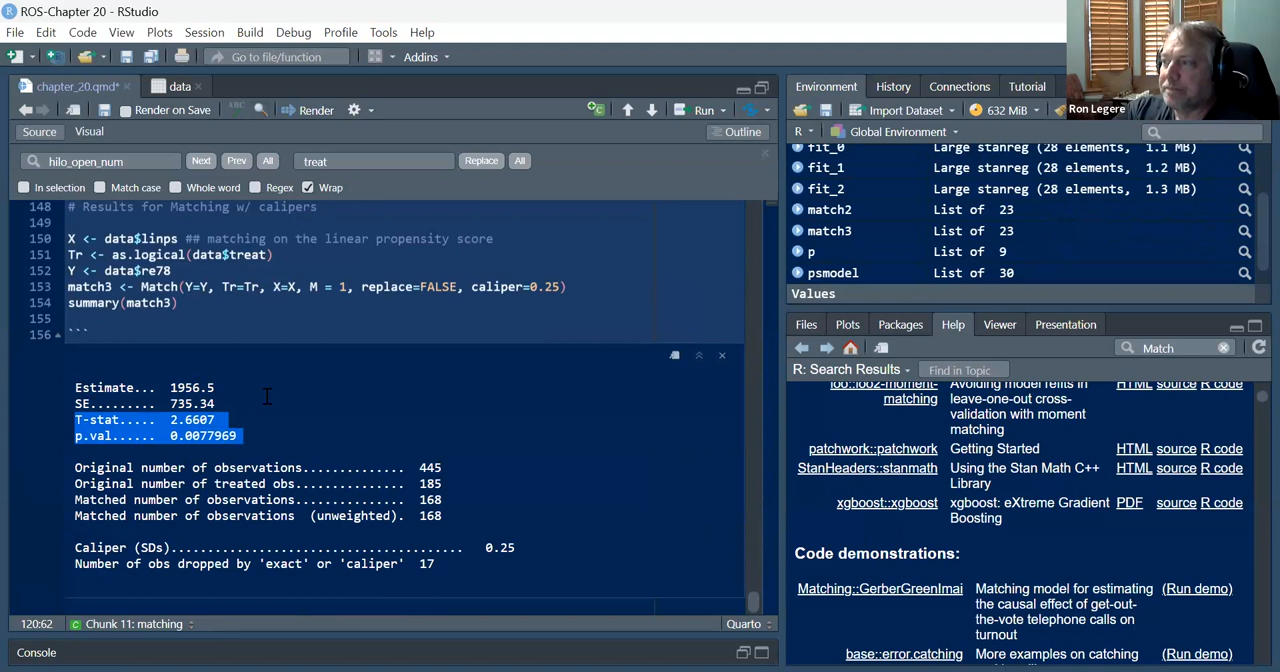 ROS-Chapter 20 - RStudio
File Edit Code View Plots Session Build Debug Profile Tools Help
Go to file/function Addins
chapter_20.qmd* data
Render on Save ABC Render Run
Source Visual Outline
hilo_open_num Next Prev All treat Replace All
In selection Match case Whole word Regex Wrap
148 # Results for Matching w/ calipers
149
150 X <- data$linps ## matching on the linear propensity score
151 Tr <- as.logical(data$treat)
152 Y <- data$re78
153 match3 <- Match(Y=Y, Tr=Tr, X=X, M = 1, replace=FALSE, caliper=0.25)
154 summary(match3)
155
156 ```
Estimate... 1956.5
SE......... 735.34
T-stat..... 2.6607
p.val...... 0.0077969
Original number of observations.............. 445
Original number of treated obs............... 185
Matched number of observations............... 168
Matched number of observations (unweighted). 168
Caliper (SDs)........................................ 0.25
Number of obs dropped by 'exact' or 'caliper' 17
120:62 C Chunk 11: matching Quarto
Console
Environment History Connections Tutorial
Import Dataset 632 MiB
R Global Environment
fit_0 Large stanreg (28 elements, 1.1 MB)
fit_1 Large stanreg (28 elements, 1.2 MB)
fit_2 Large stanreg (28 elements, 1.3 MB)
match2 List of 23
match3 List of 23
p List of 9
psmodel List of 30
Values
Files Plots Packages Help Viewer Presentation
Match
R: Search Results Find in Topic
loo::loo2-moment-matching Avoiding model refits in leave-one-out cross-validation with moment matching HTML source R code
patchwork::patchwork Getting Started HTML source R code
StanHeaders::stanmath Using the Stan Math C++ Library HTML source R code
xgboost::xgboost xgboost: eXtreme Gradient Boosting PDF source R code
Code demonstrations:
Matching::GerberGreenImai Matching model for estimating the causal effect of get-out-the-vote telephone calls on turnout (Run demo)
base::error.catching More examples on catching (Run demo)
Ron Legere